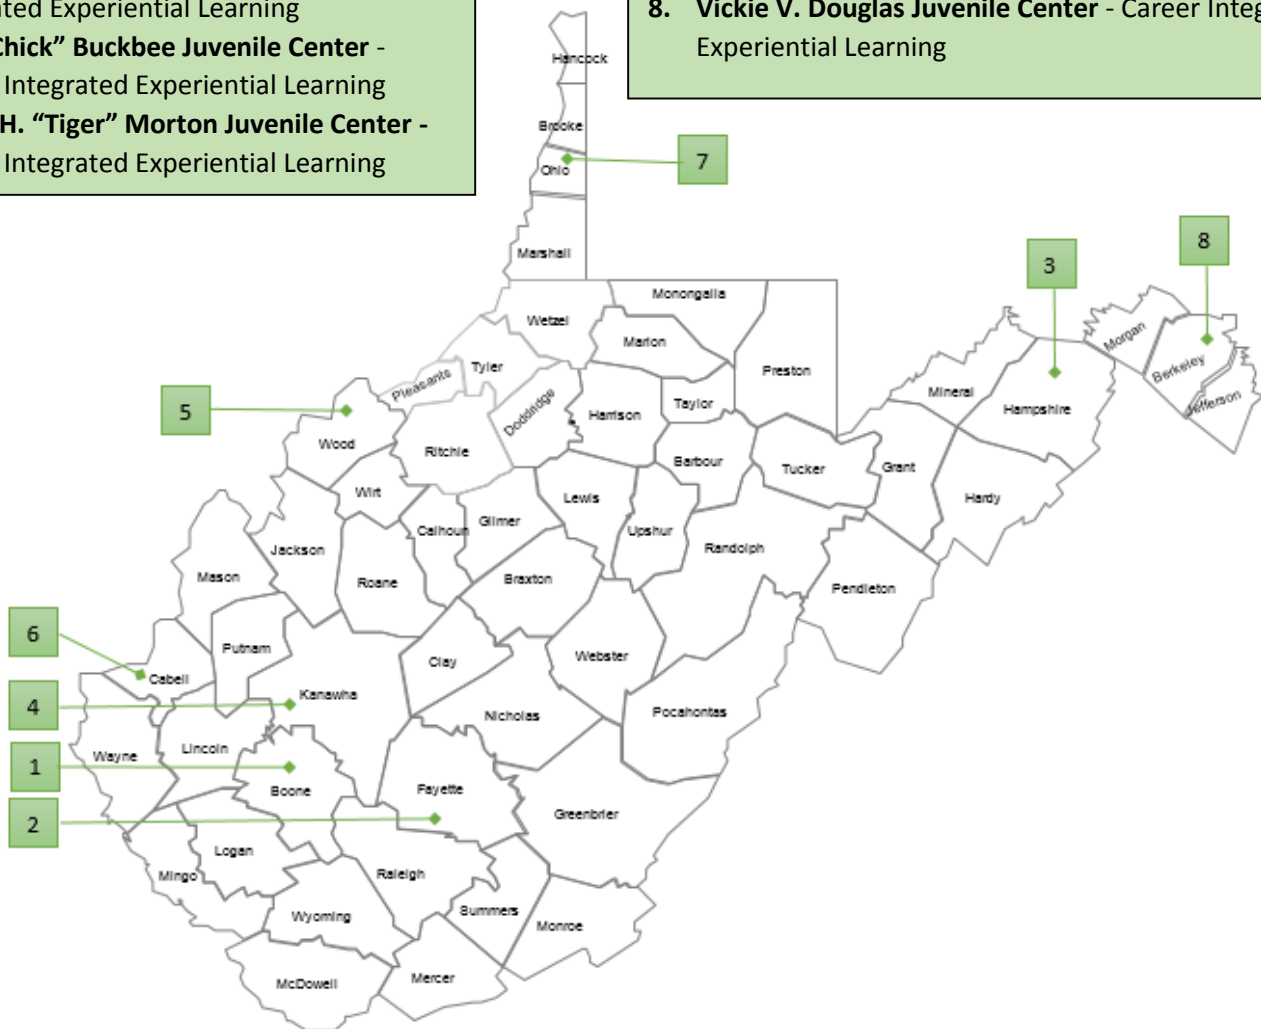 ated Experiential Learning
Chick” Buckbee Juvenile Center -
Integrated Experiential Learning
H. “Tiger” Morton Juvenile Center -
Integrated Experiential Learning
8. Vickie V. Douglas Juvenile Center - Career Integ
Experiential Learning
Hancock
Brooke
Ohio
7
Marshall
8
3
Monongalia
Wetzel
Marion
Morgan
Tyler
Preston
Berkeley
Pleasants
Mineral
Jefferson
Taylor
5
Doddridge
Harrison
Hampshire
Wood
Ritchie
Barbour
Tucker
Grant
Wirt
Lewis
Hardy
Calhoun
Gilmer
Upshur
Jackson
Randolph
Mason
Roane
Braxton
Pendleton
6
Putnam
Clay
Webster
Cabell
4
Kanawha
Nicholas
Pocahontas
Wayne
Lincoln
1
Boone
Fayette
2
Greenbrier
Logan
Mingo
Raleigh
Wyoming
Summers
Monroe
McDowell
Mercer